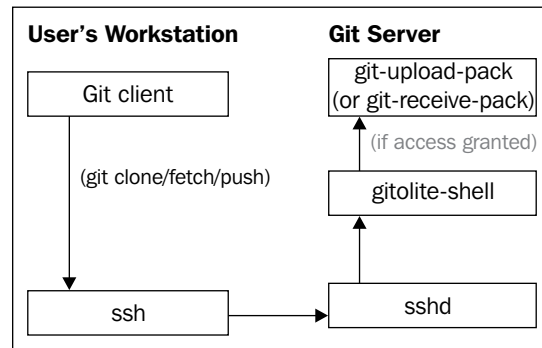 User's Workstation
Git client
(git clone/fetch/push)
ssh
Git Server
git-upload-pack
(or git-receive-pack)
(if access granted)
gitolite-shell
sshd